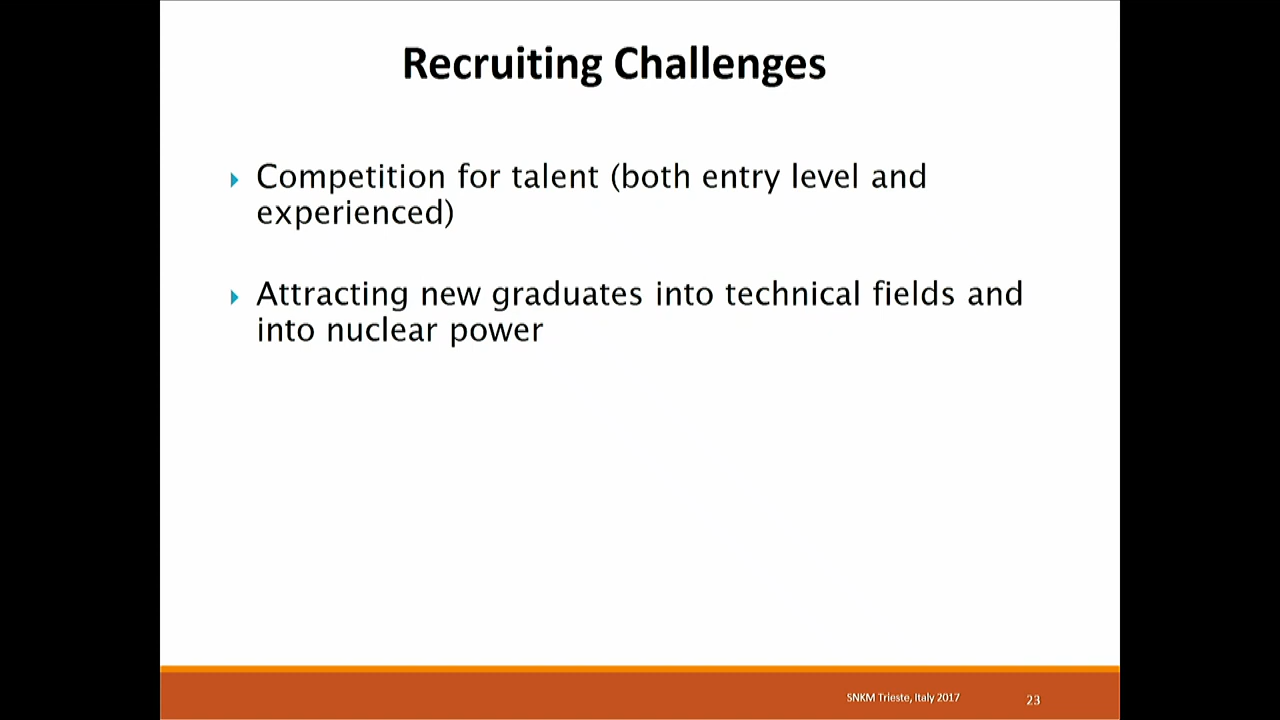 Recruiting Challenges
Competition for talent (both entry level and
experienced)
Attracting new graduates into technical fields and
into nuclear power
SNKM Trieste, Italy 2017
23